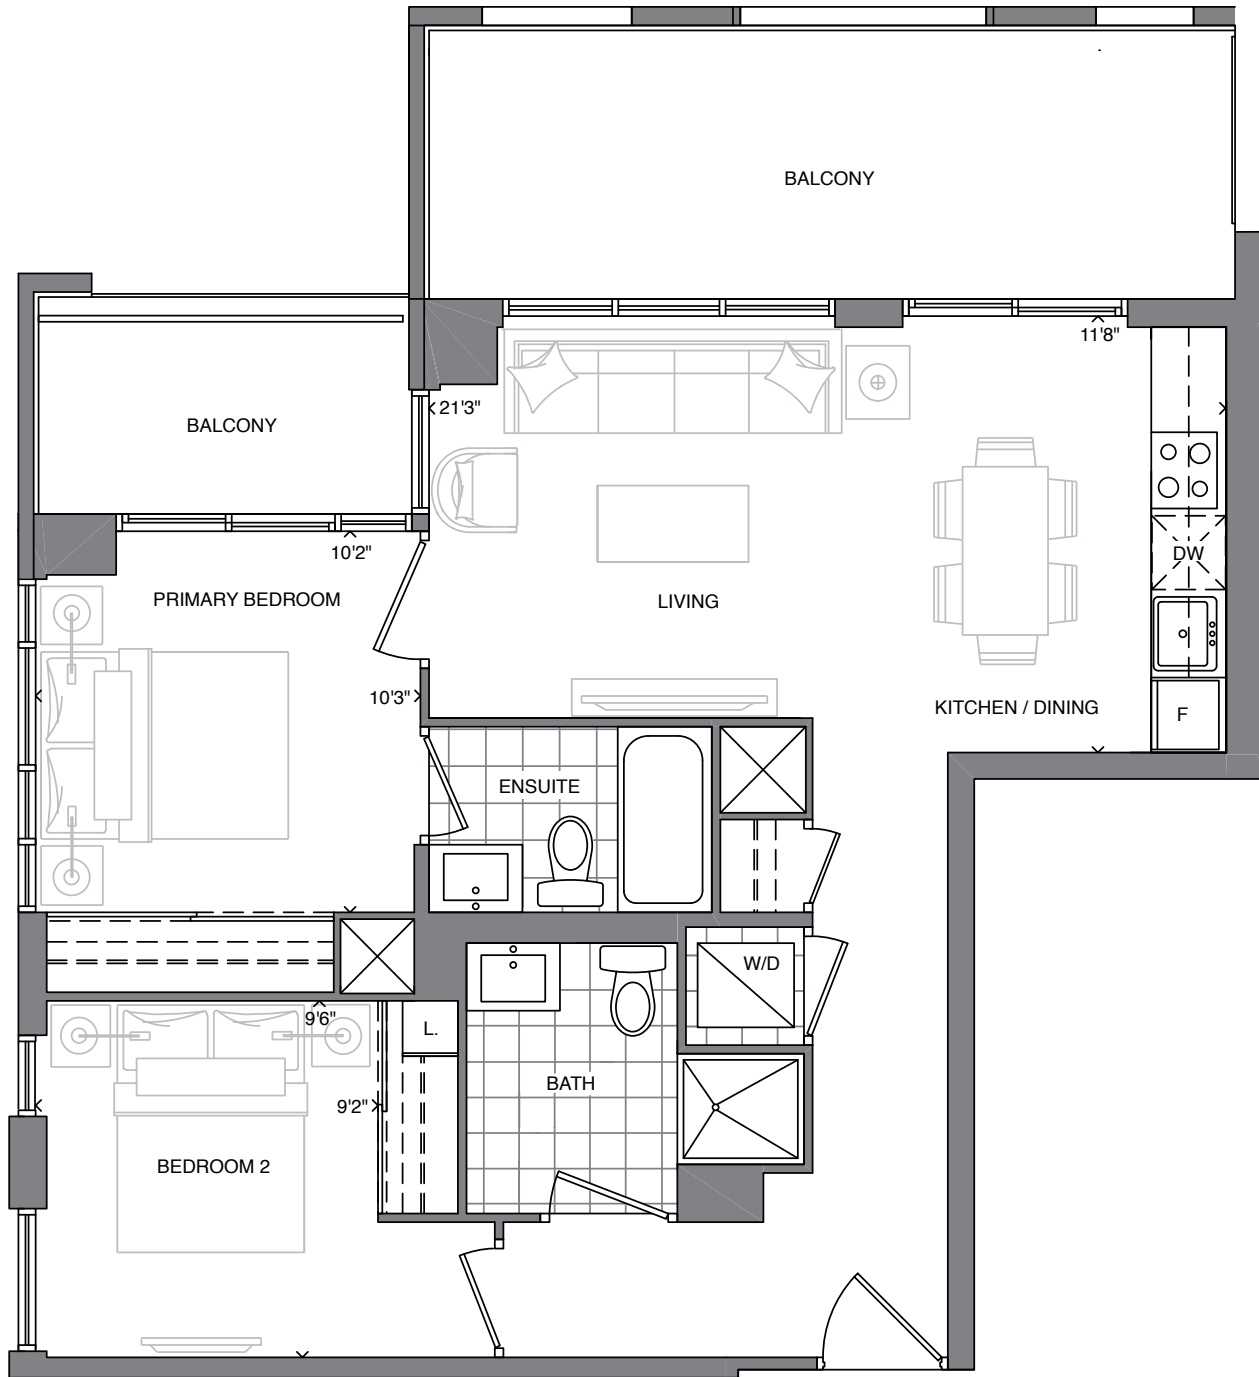 BALCONY
11'8"
21'3"
BALCONY
10'2"
DW
PRIMARY BEDROOM
LIVING
10'3"
KITCHEN / DINING
F
ENSUITE
W/D
9'6"
L.
BATH
9'2"
BEDROOM 2